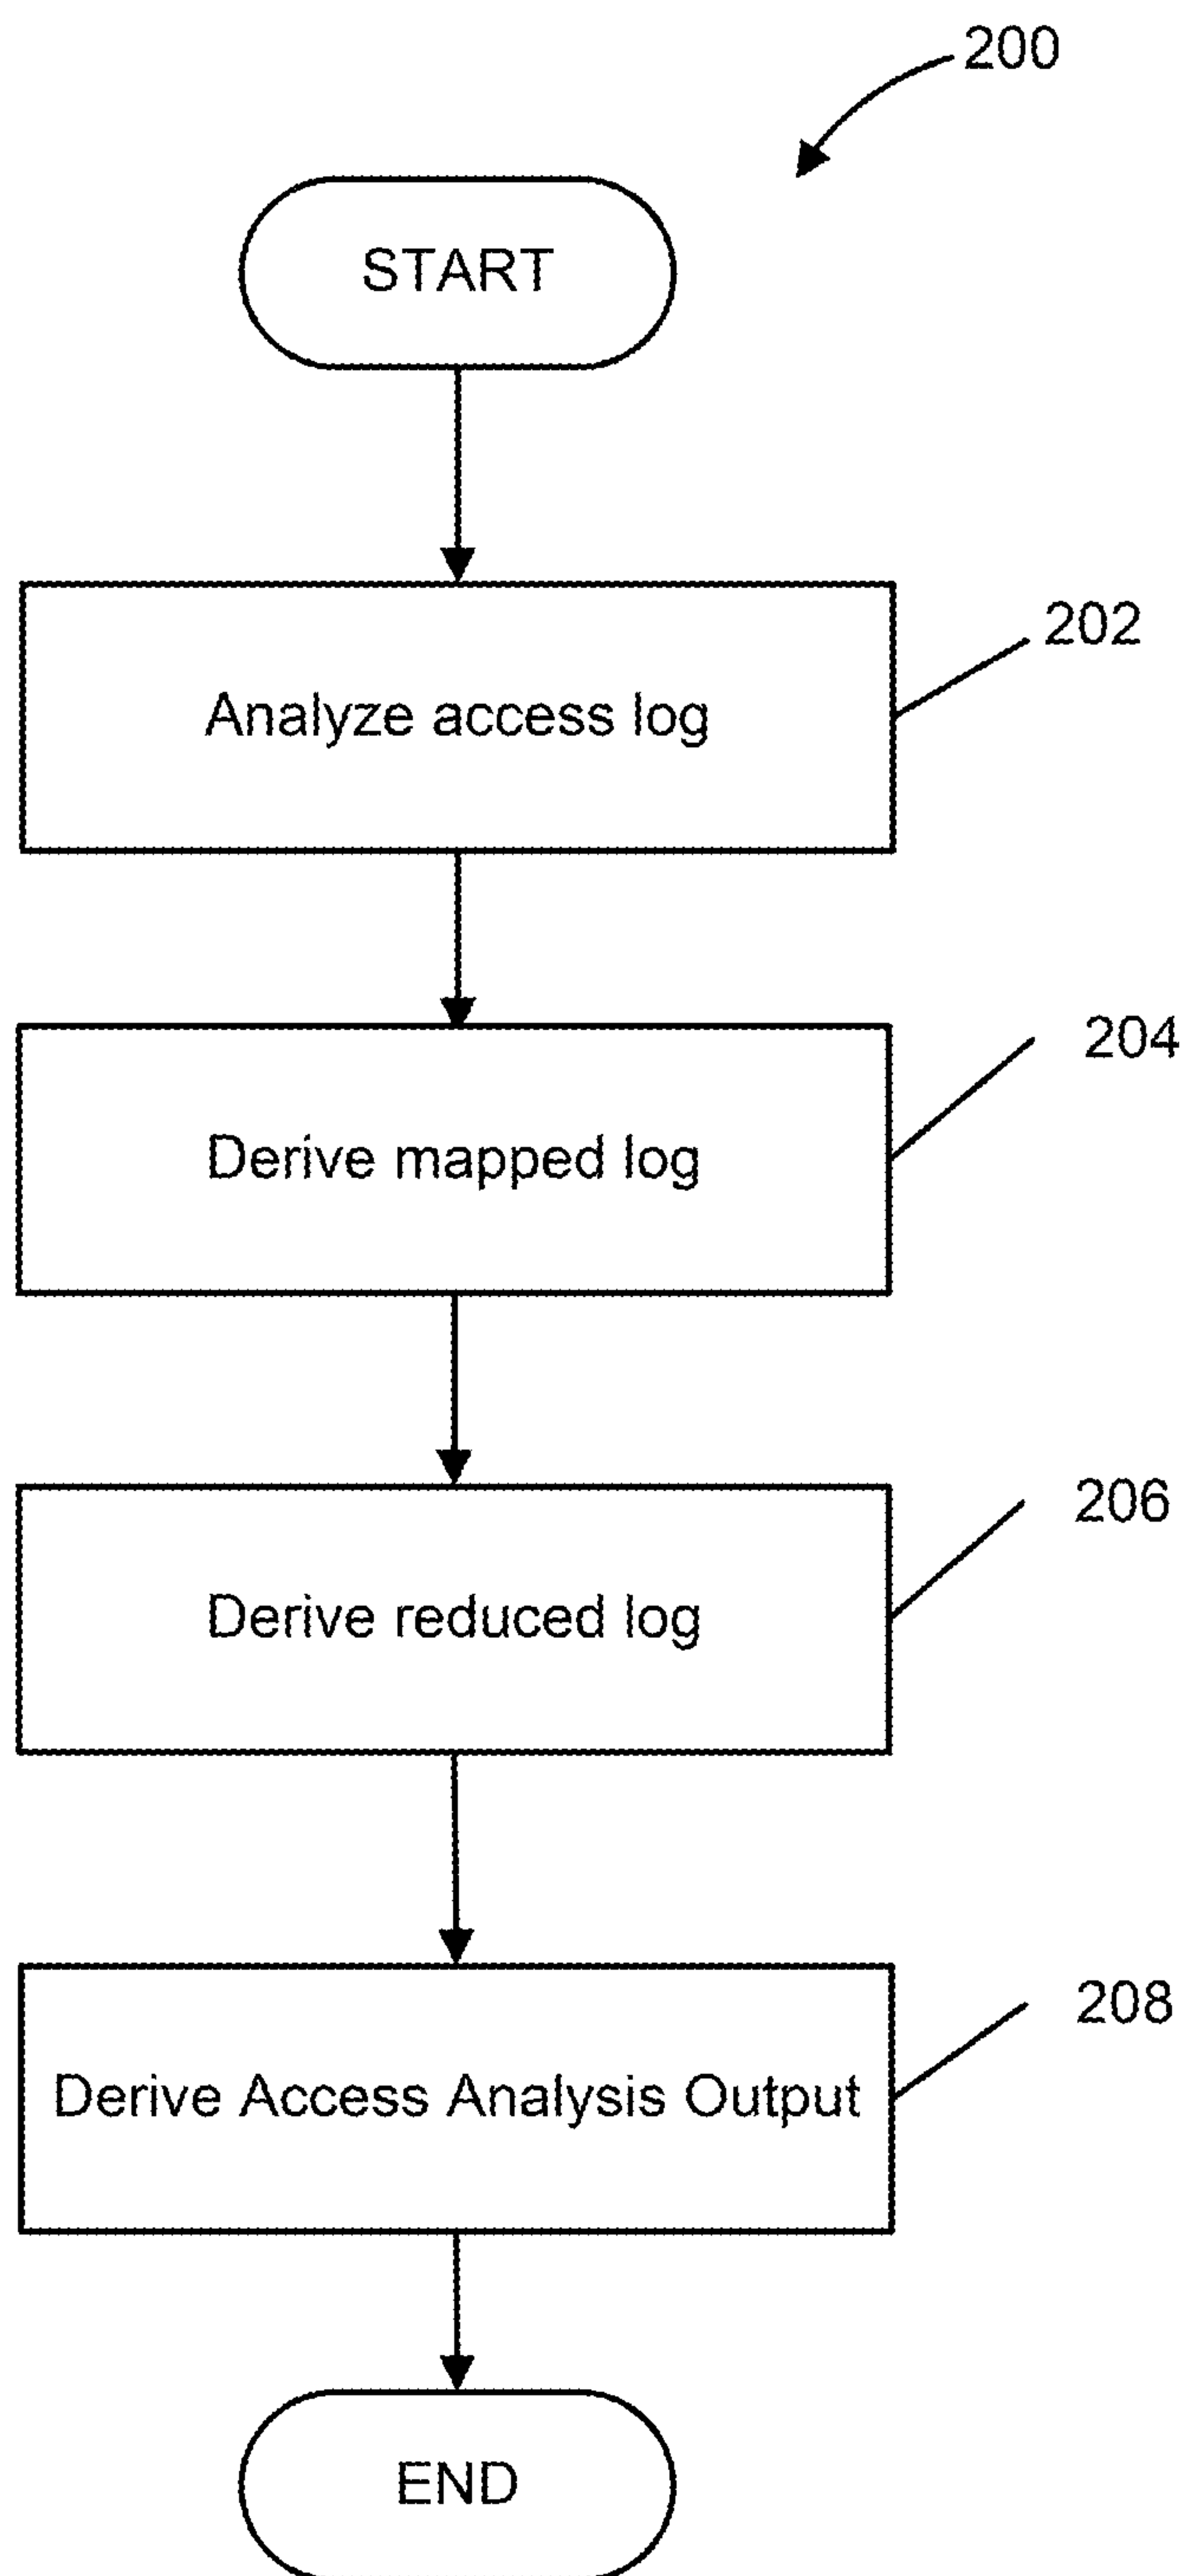 200
START
202
Analyze access log
204
Derive mapped log
206
Derive reduced log
208
Derive Access Analysis Output
END